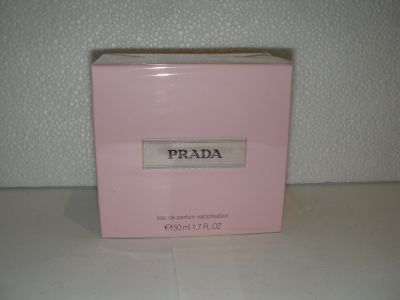 PRADA
eau de parfum vaporisateur
℮50 ml 1.7 FL OZ